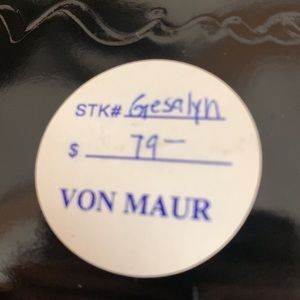 STK# Gesalyn
$ 79—
VON MAUR